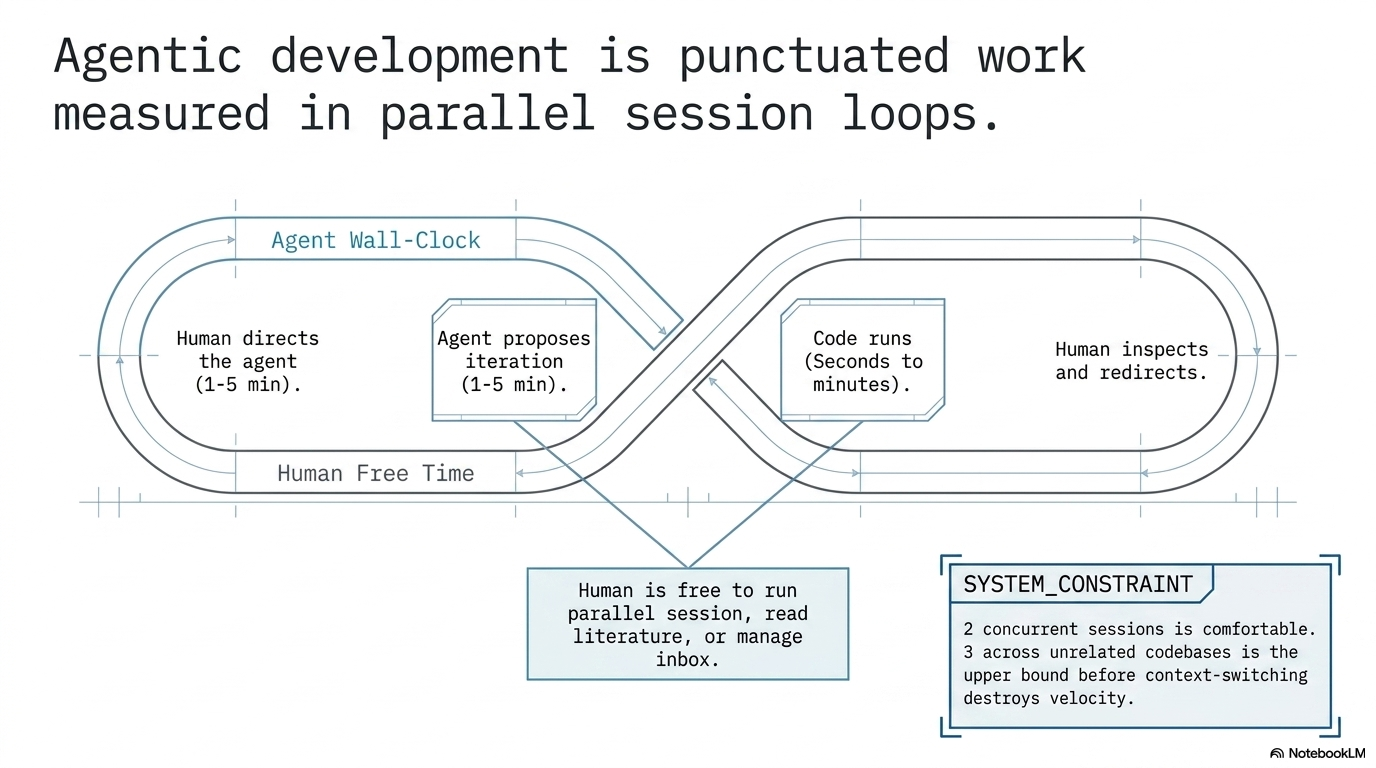 Agentic development is punctuated work
measured in parallel session loops.
Agent Wall-Clock
Human directs
the agent
(1-5 min).
Agent proposes
iteration
(1-5 min).
Code runs
(Seconds to
minutes).
Human inspects
and redirects.
Human Free Time
Human is free to run
parallel session, read
literature, or manage
inbox.
SYSTEM_CONSTRAINT
2 concurrent sessions is comfortable.
3 across unrelated codebases is the
upper bound before context-switching
destroys velocity.
NotebookLM